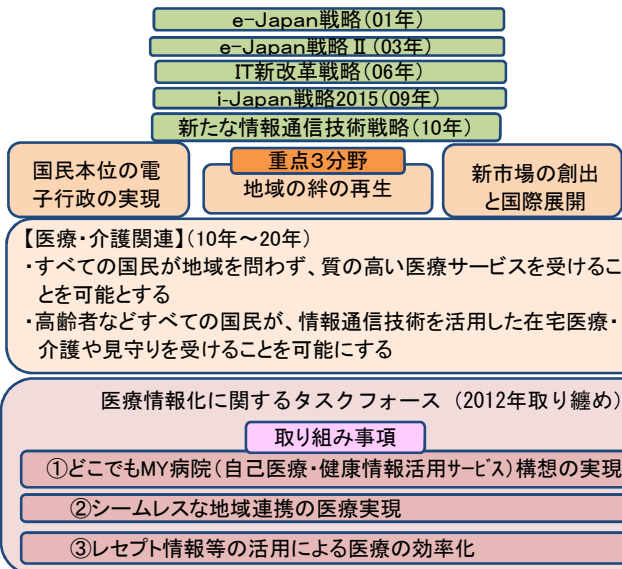 e-Japan戦略(01年)
e-Japan戦略Ⅱ(03年)
IT新改革戦略(06年)
i-Japan戦略2015(09年)
新たな情報通信技術戦略(10年)
国民本位の電
子行政の実現
重点3分野
地域の絆の再生
新市場の創出
と国際展開
【医療・介護関連】(10年～20年)
・すべての国民が地域を問わず、質の高い医療サービスを受けるこ
とを可能とする
・高齢者などすべての国民が、情報通信技術を活用した在宅医療・
介護や見守りを受けることを可能にする
医療情報化に関するタスクフォース (2012年取り纏め)
取り組み事項
①どこでもMY病院(自己医療・健康情報活用ｻｰﾋﾞｽ)構想の実現
②シームレスな地域連携の医療実現
③レセプト情報等の活用による医療の効率化